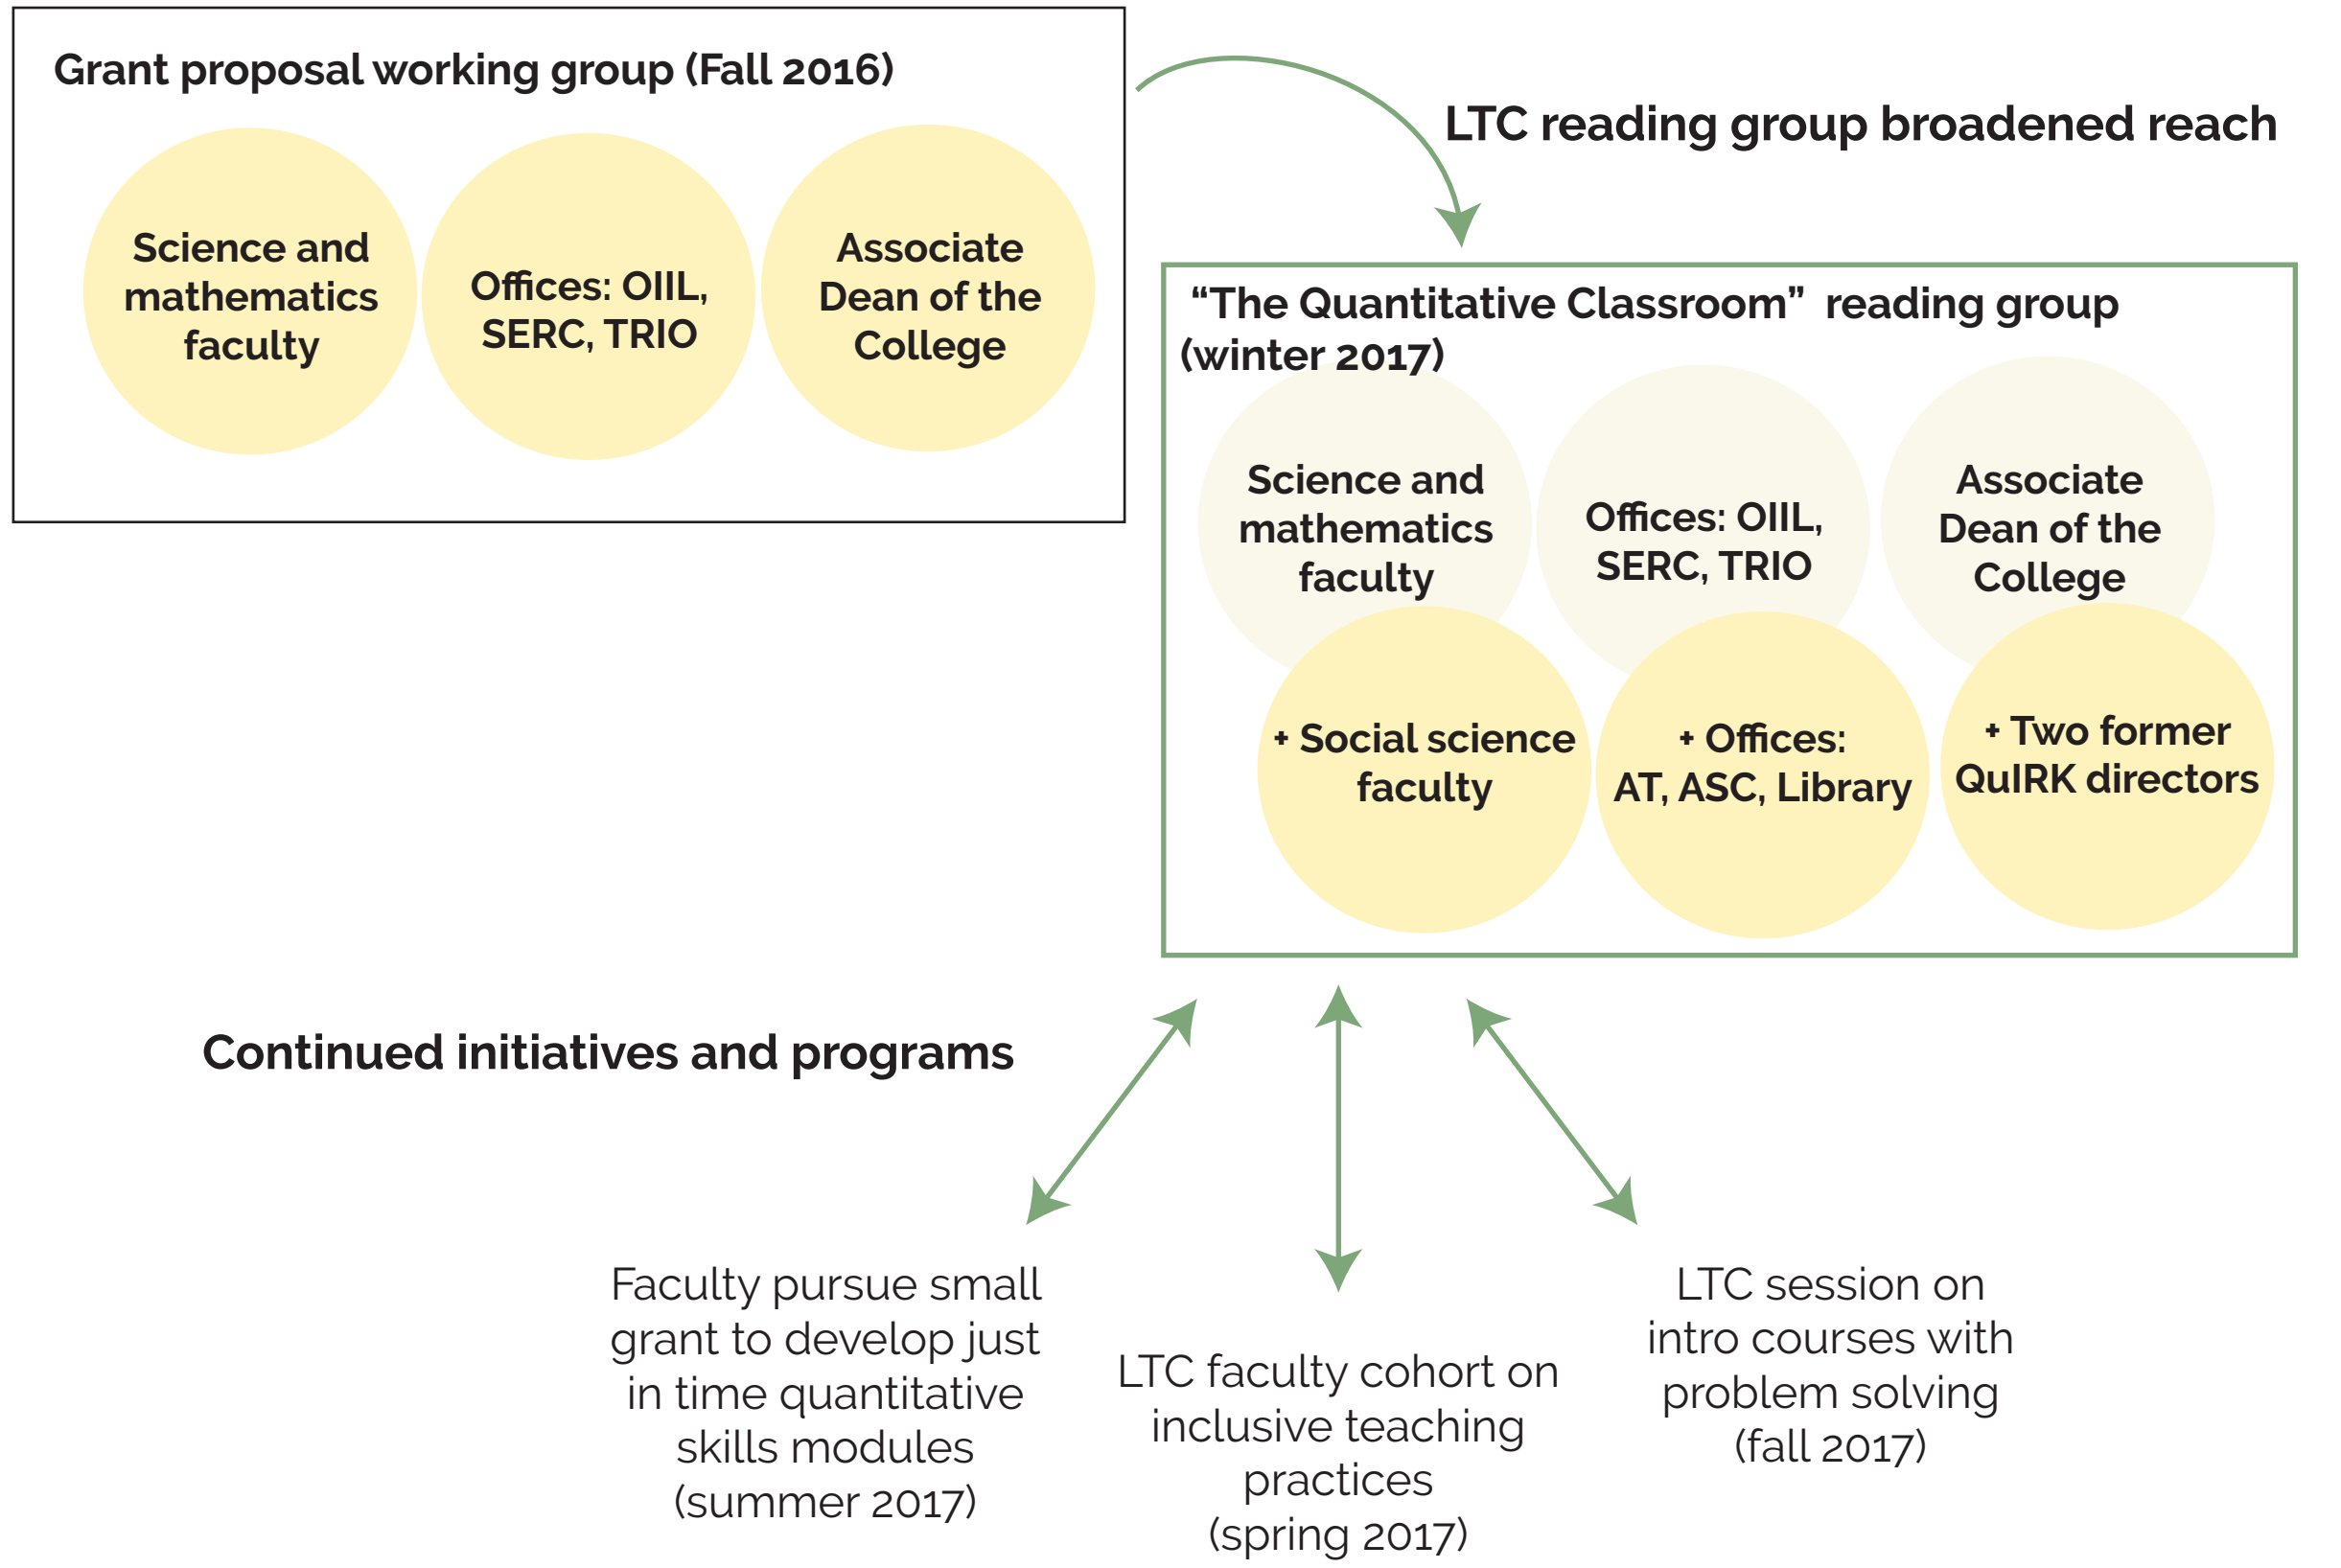 Grant proposal working group (Fall 2016)
Science and
mathematics
faculty
Offices: OIIL,
SERC, TRIO
Associate
Dean of the
College
LTC reading group broadened reach
“The Quantitative Classroom”  reading group
(winter 2017)
Science and
mathematics
faculty
Offices: OIIL,
SERC, TRIO
Associate
Dean of the
College
+ Social science
faculty
+ Offices:
AT, ASC, Library
+ Two former
QuIRK directors
Continued initiatives and programs
Faculty pursue small
grant to develop just
in time quantitative
skills modules
(summer 2017)
LTC faculty cohort on
inclusive teaching
practices
(spring 2017)
LTC session on
intro courses with
problem solving
(fall 2017)